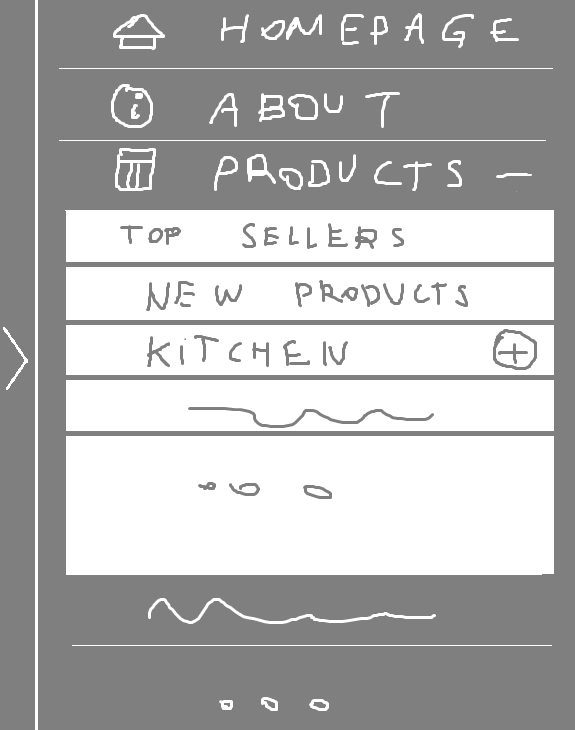 HOMEPAGE
ABOUT
PRODUCTS –
TOP SELLERS
NEW PRODUCTS
KiTCHEN +